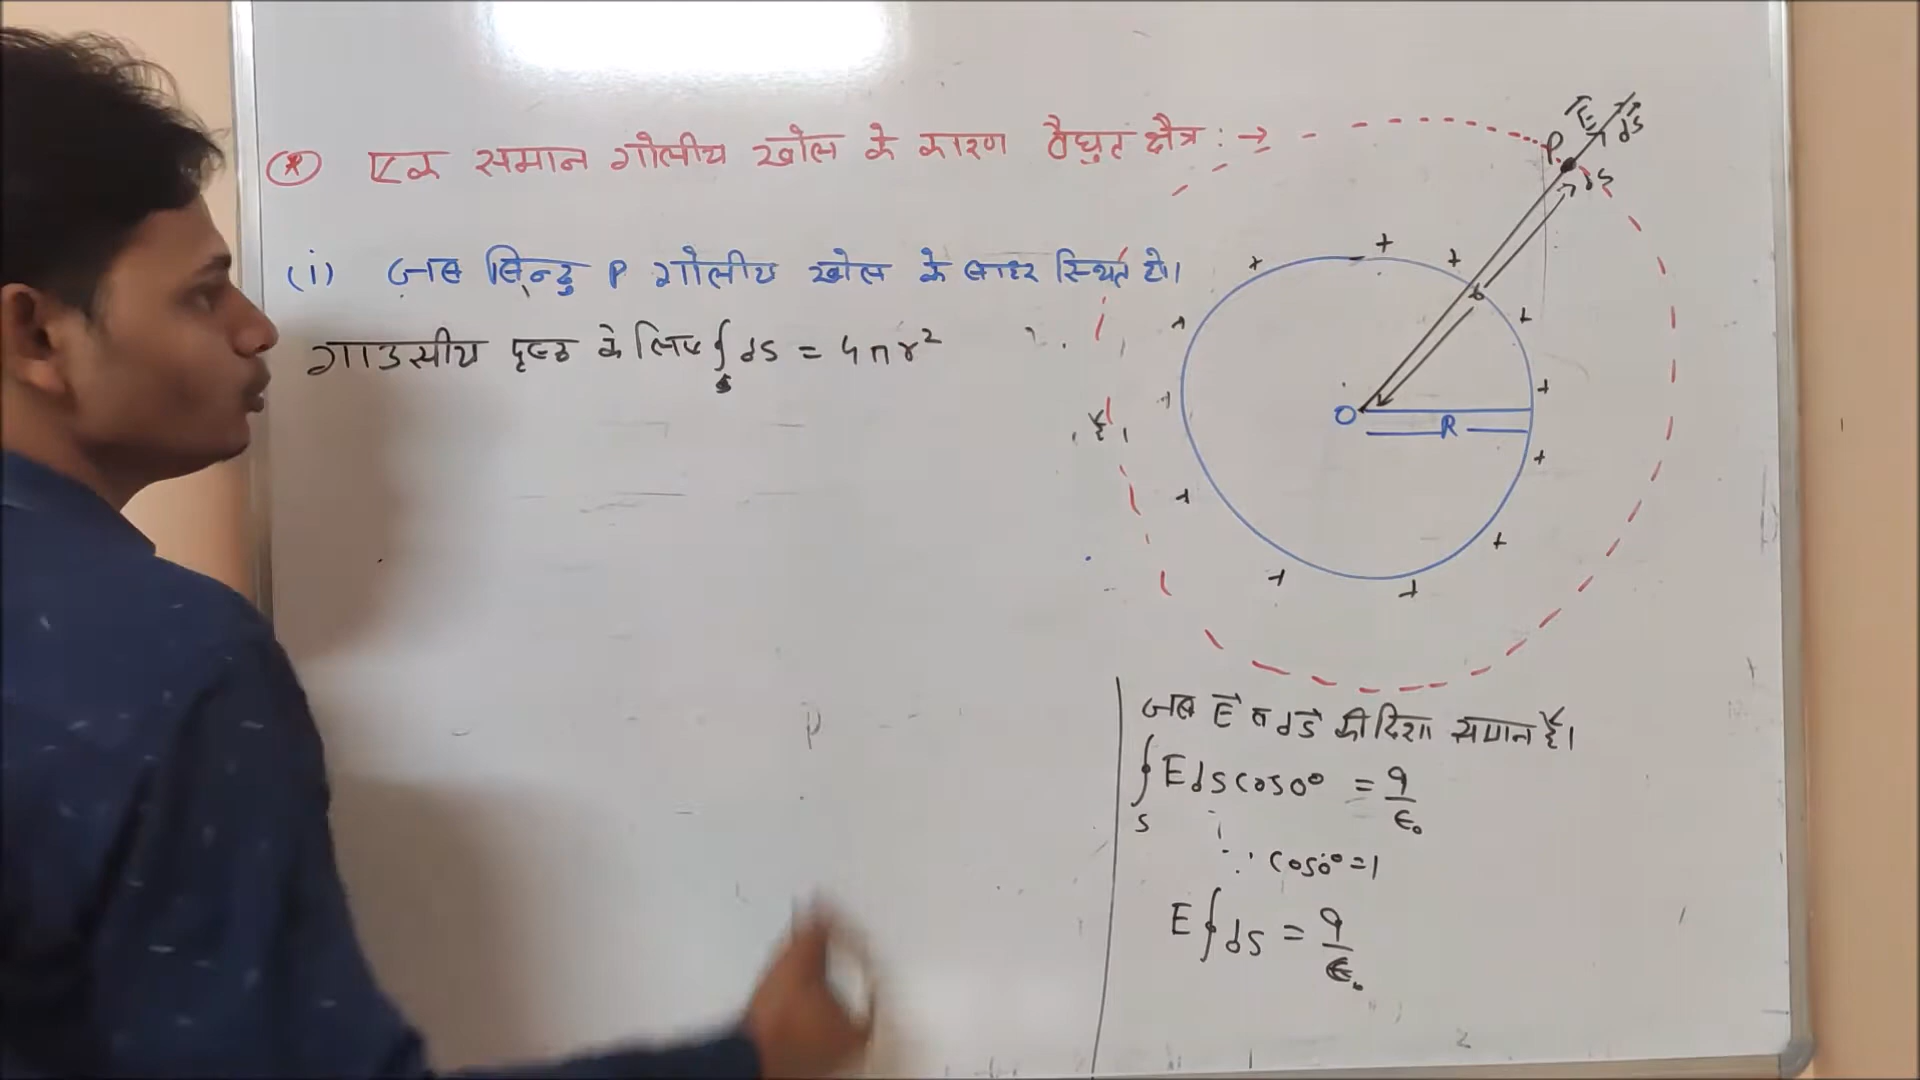 * एक समान गोलीय खोल के कारण वैघुत क्षैत्र : →
(i) जब बिन्दु P गोलीय खोल के बाहर स्थित हो।
गाउसीय पृष्ठ के लिए ∮ ds = 4πr²
s
P E⃗ dS⃗
ds
+ + + + + + + + + + + + +
r
O R
है
जब E⃗ व dS⃗ की दिशा समान है।
∮ E ds cos0° = q/ε₀
s
∵ cos0° = 1
E ∮ ds = q/ε₀